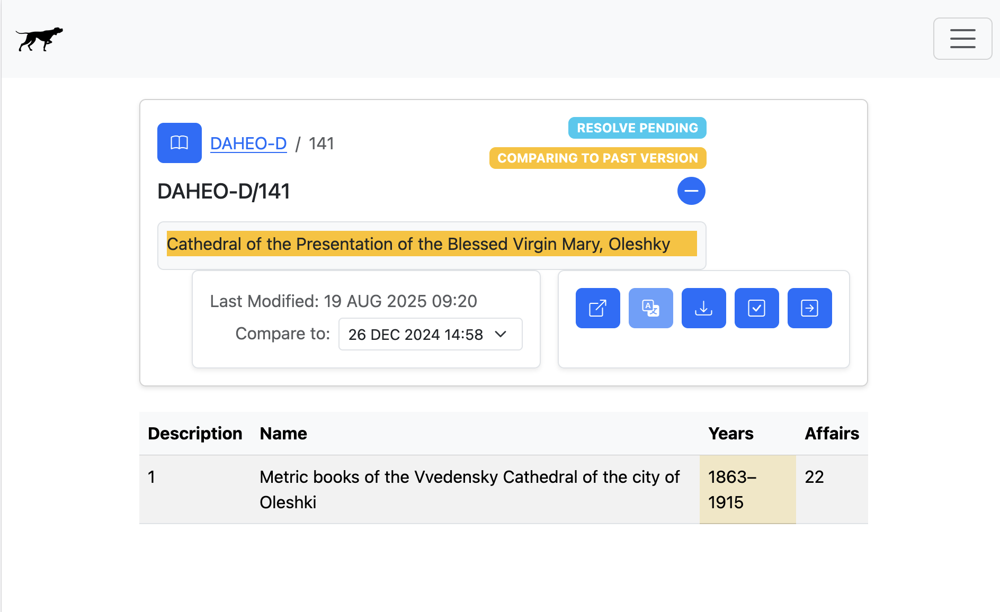 DAHEO-D / 141
RESOLVE PENDING
COMPARING TO PAST VERSION
DAHEO-D/141
Cathedral of the Presentation of the Blessed Virgin Mary, Oleshky
Last Modified: 19 AUG 2025 09:20
Compare to: 26 DEC 2024 14:58
Description Name Years Affairs
1 Metric books of the Vvedensky Cathedral of the city of 1863– 22
Oleshki 1915